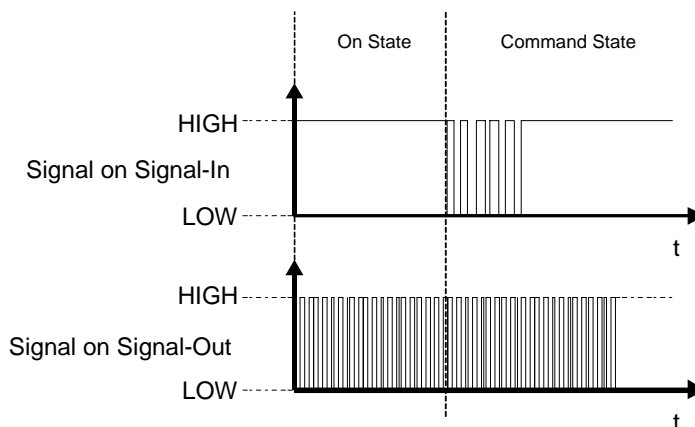 On State
Command State
HIGH
Signal on Signal-In
LOW
t
HIGH
Signal on Signal-Out
LOW
t